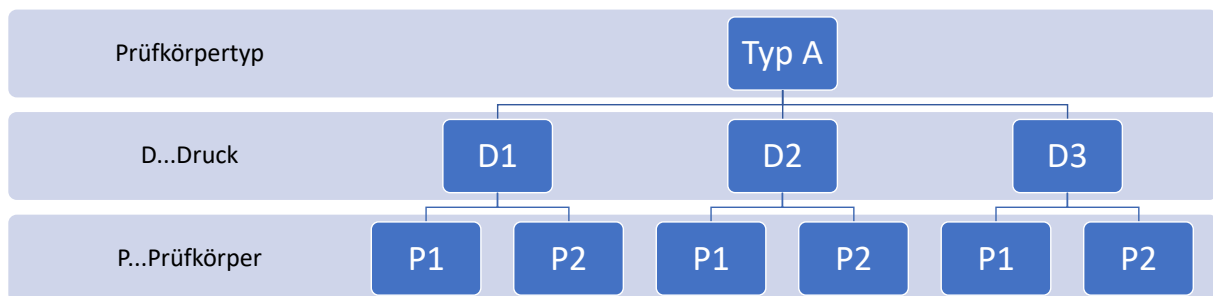 Prüfkörpertyp
Typ A
D...Druck
D1
D2
D3
P...Prüfkörper
P1
P2
P1
P2
P1
P2